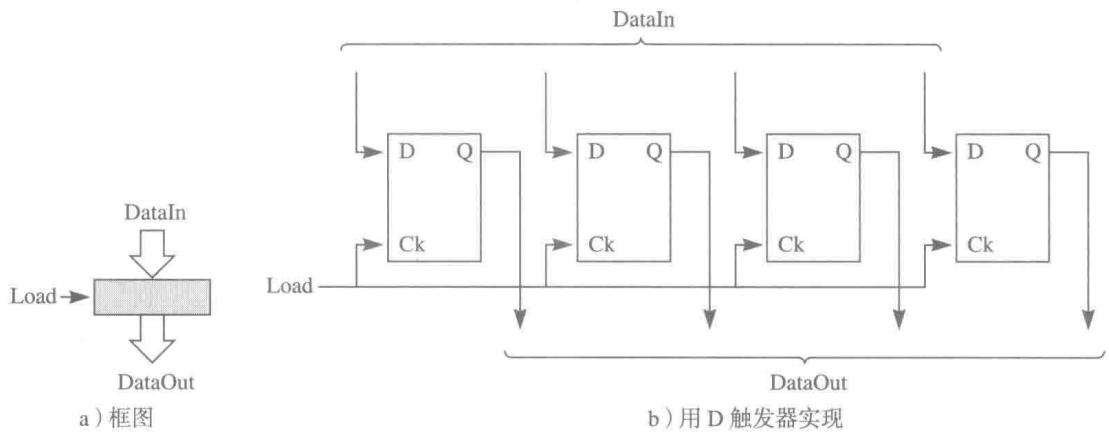 DataIn
D Q D Q D Q D Q
DataIn
Ck Ck Ck Ck
Load
Load
DataOut
DataOut
a）框图
b）用 D 触发器实现